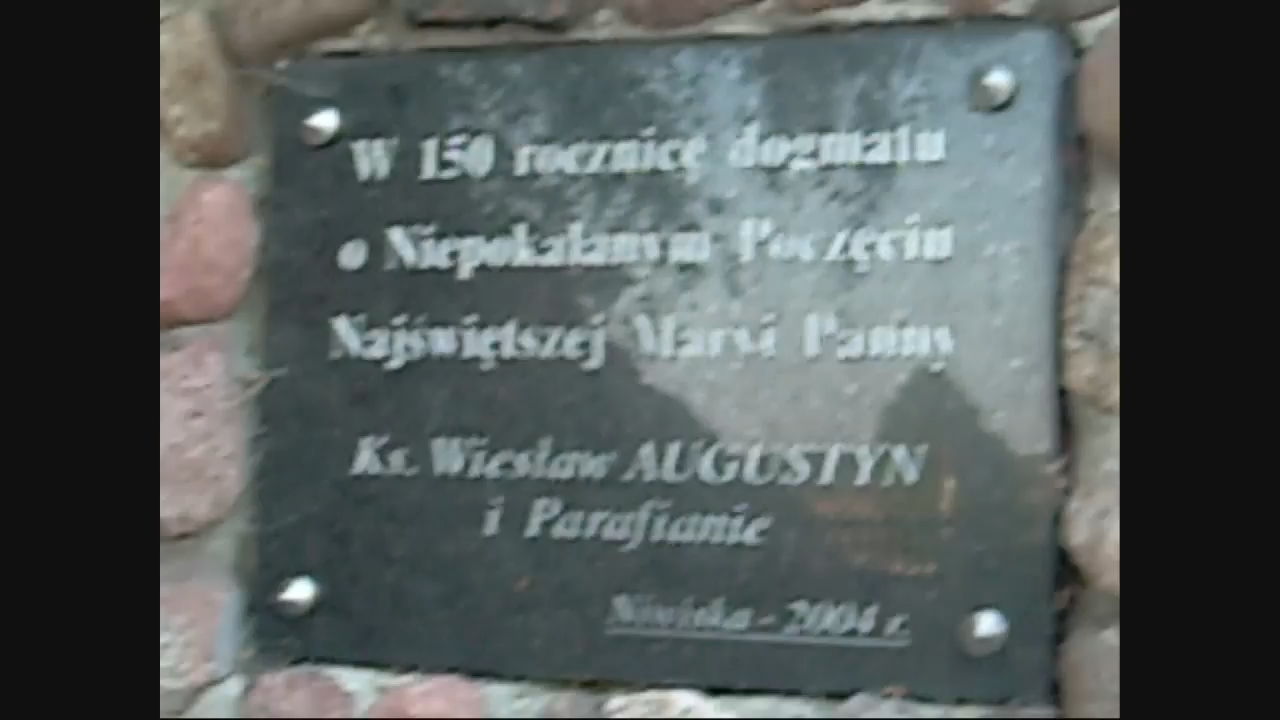 W 150 rocznicę dogmatu
o Niepokalanym Poczęciu
Najświętszej Maryi Panny
Ks. Wiesław AUGUSTYN
i Parafianie
Niwiska - 2004 r.